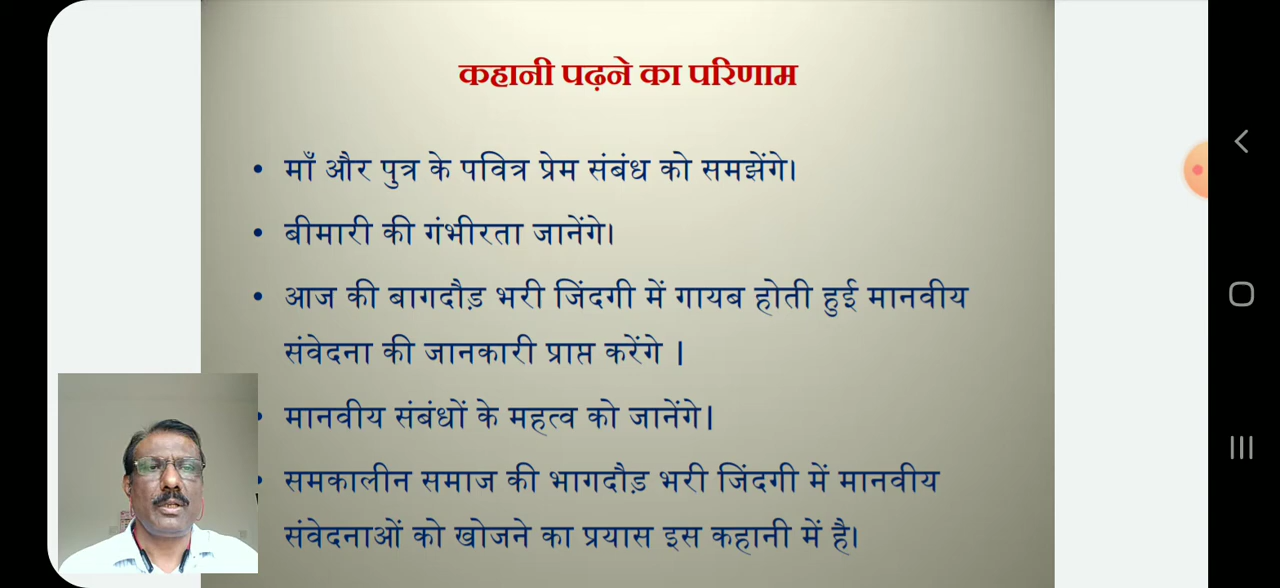 कहानी पढ़ने का परिणाम
• माँ और पुत्र के पवित्र प्रेम संबंध को समझेंगे।
• बीमारी की गंभीरता जानेंगे।
• आज की बागदौड़ भरी जिंदगी में गायब होती हुई मानवीय
संवेदना की जानकारी प्राप्त करेंगे |
• मानवीय संबंधों के महत्व को जानेंगे|
• समकालीन समाज की भागदौड़ भरी जिंदगी में मानवीय
संवेदनाओं को खोजने का प्रयास इस कहानी में है।